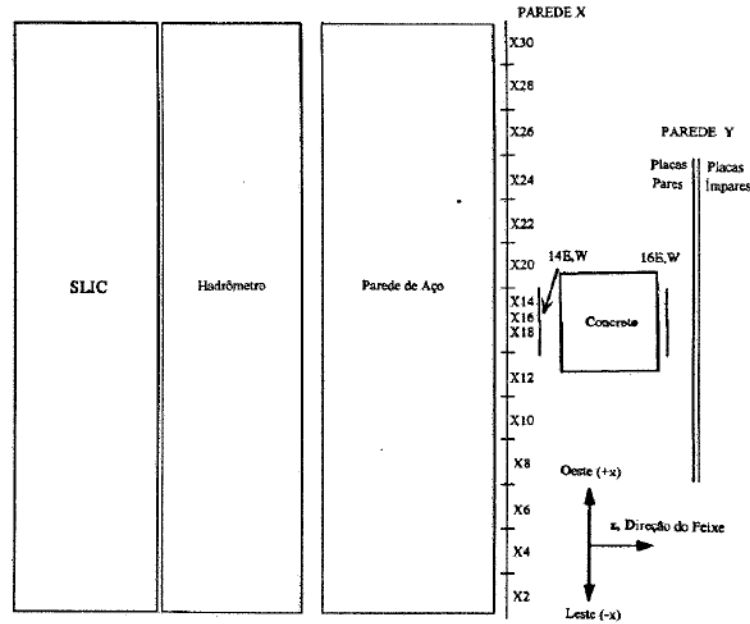 PAREDE X
X30
X28
X26
X24
X22
X20
X14
X16
X18
X12
X10
X8
X6
X4
X2
SLIC
Hadrômetro
Parede de Aço
14E,W
16E,W
Concreto
PAREDE Y
Placas
Pares
Placas
Ímpares
Oeste (+x)
z, Direção do Feixe
Leste (-x)